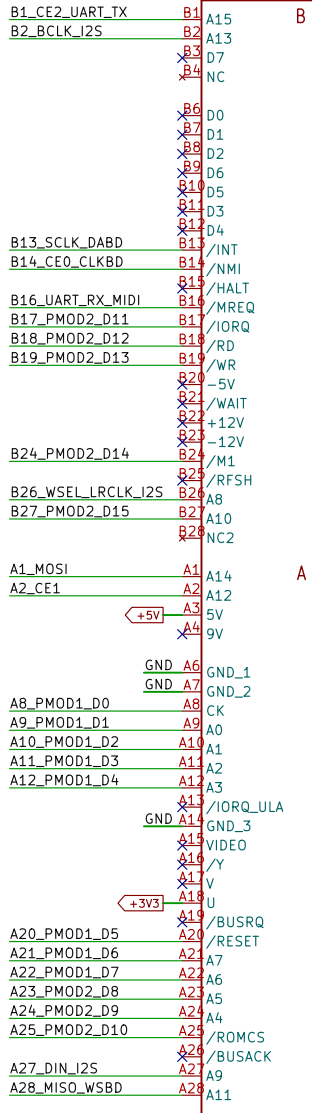 B
B1_CE2_UART_TX B1 A15
B2_BCLK_I2S B2 A13
B3 D7
B4 NC
B6 D0
B7 D1
B8 D2
B9 D6
B10 D5
B11 D3
B12 D4
B13_SCLK_DABD B13 /INT
B14_CE0_CLKBD B14 /NMI
B15 /HALT
B16_UART_RX_MIDI B16 /MREQ
B17_PMOD2_D11 B17 /IORQ
B18_PMOD2_D12 B18 /RD
B19_PMOD2_D13 B19 /WR
B20 -5V
B21 /WAIT
B22 +12V
B23 -12V
B24_PMOD2_D14 B24 /M1
B25 /RFSH
B26_WSEL_LRCLK_I2S B26 A8
B27_PMOD2_D15 B27 A10
B28 NC2
A
A1_MOSI A1 A14
A2_CE1 A2 A12
+5V A3 5V
A4 9V
GND A6 GND_1
GND A7 GND_2
A8_PMOD1_D0 A8 CK
A9_PMOD1_D1 A9 A0
A10_PMOD1_D2 A10 A1
A11_PMOD1_D3 A11 A2
A12_PMOD1_D4 A12 A3
A13 /IORQ_ULA
GND A14 GND_3
A15 VIDEO
A16 /Y
A17 V
+3V3 A18 U
A19 /BUSRQ
A20_PMOD1_D5 A20 /RESET
A21_PMOD1_D6 A21 A7
A22_PMOD1_D7 A22 A6
A23_PMOD2_D8 A23 A5
A24_PMOD2_D9 A24 A4
A25_PMOD2_D10 A25 /ROMCS
A26 /BUSACK
A27_DIN_I2S A27 A9
A28_MISO_WSBD A28 A11